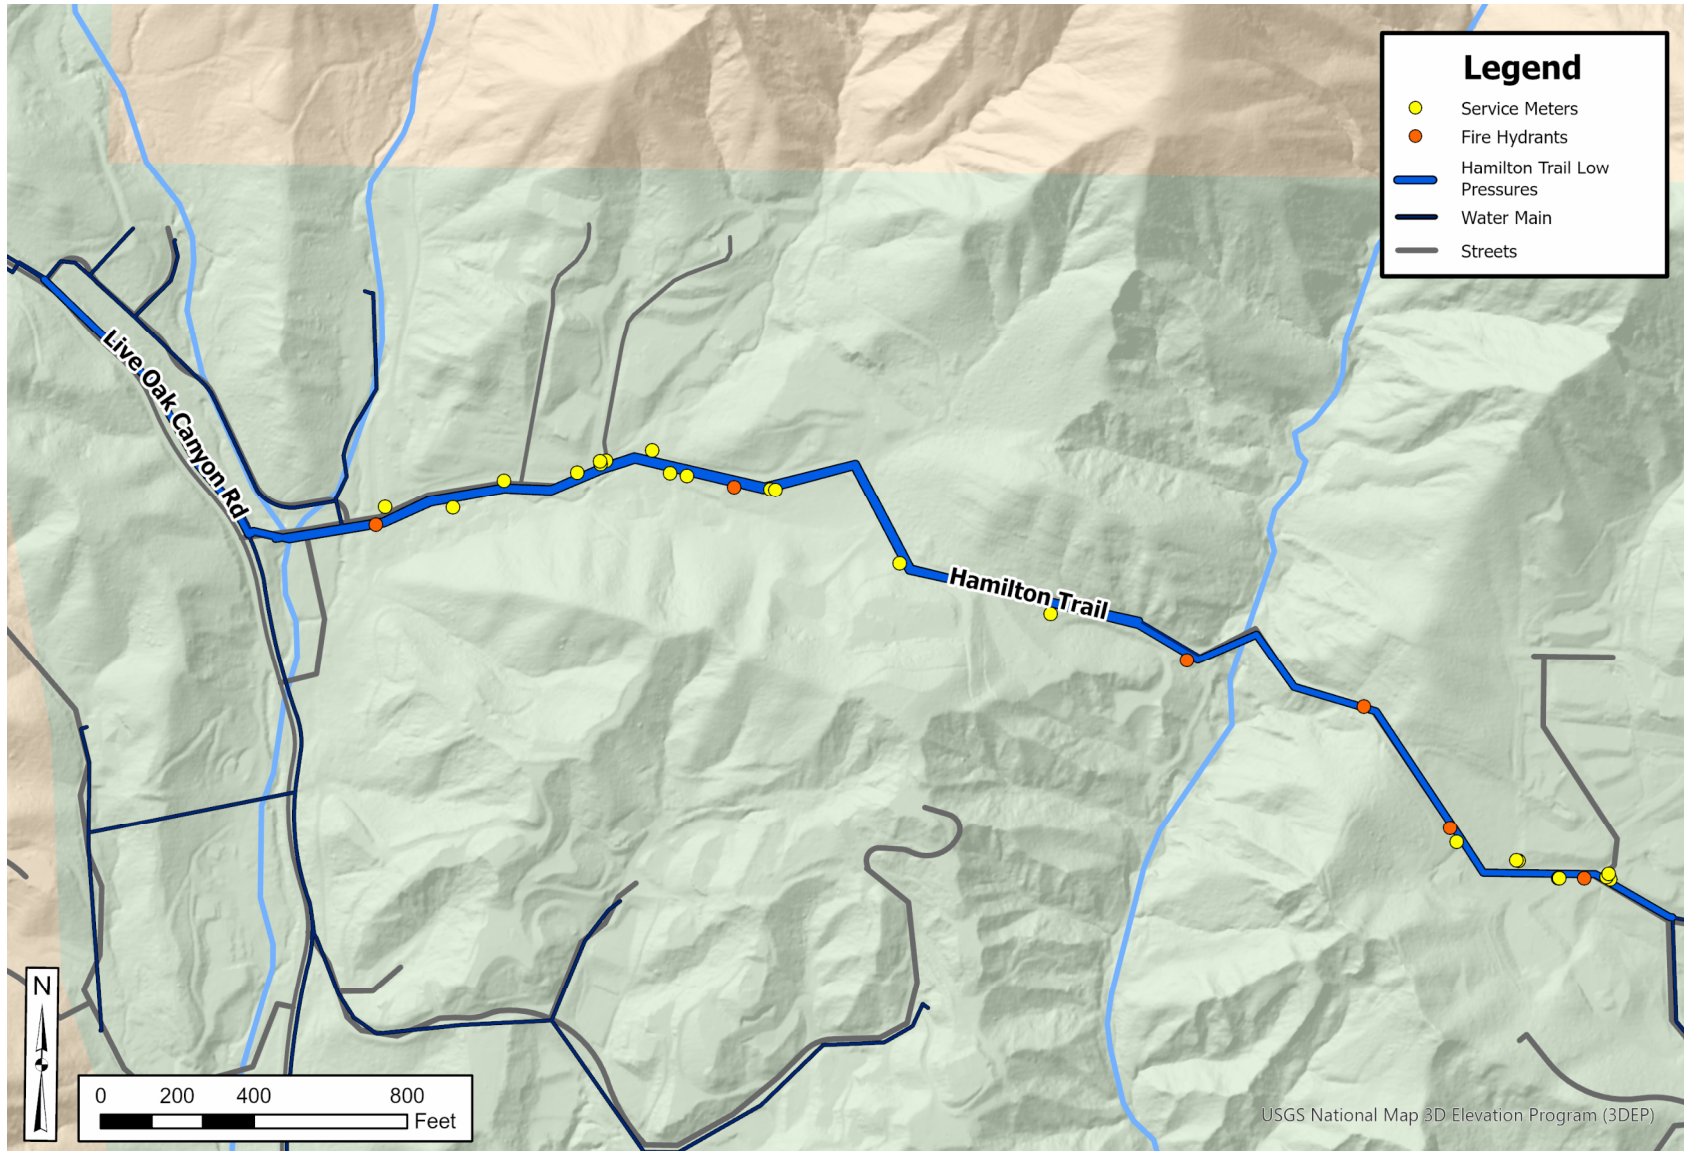 Legend
Service Meters
Fire Hydrants
Hamilton Trail Low
Pressures
Water Main
Streets
Live Oak Canyon Rd
Hamilton Trail
N
0 200 400 800
Feet
USGS National Map 3D Elevation Program (3DEP)